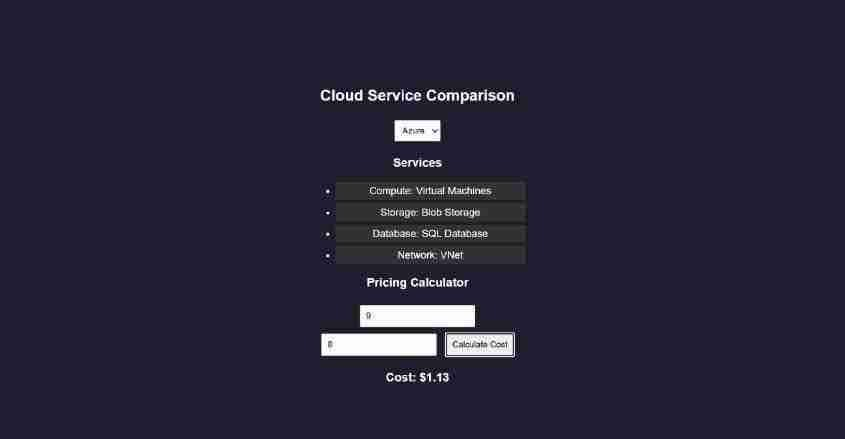 Cloud Service Comparison
Azure
Services
Compute: Virtual Machines
Storage: Blob Storage
Database: SQL Database
Network: VNet
Pricing Calculator
9
8
Calculate Cost
Cost: $1.13